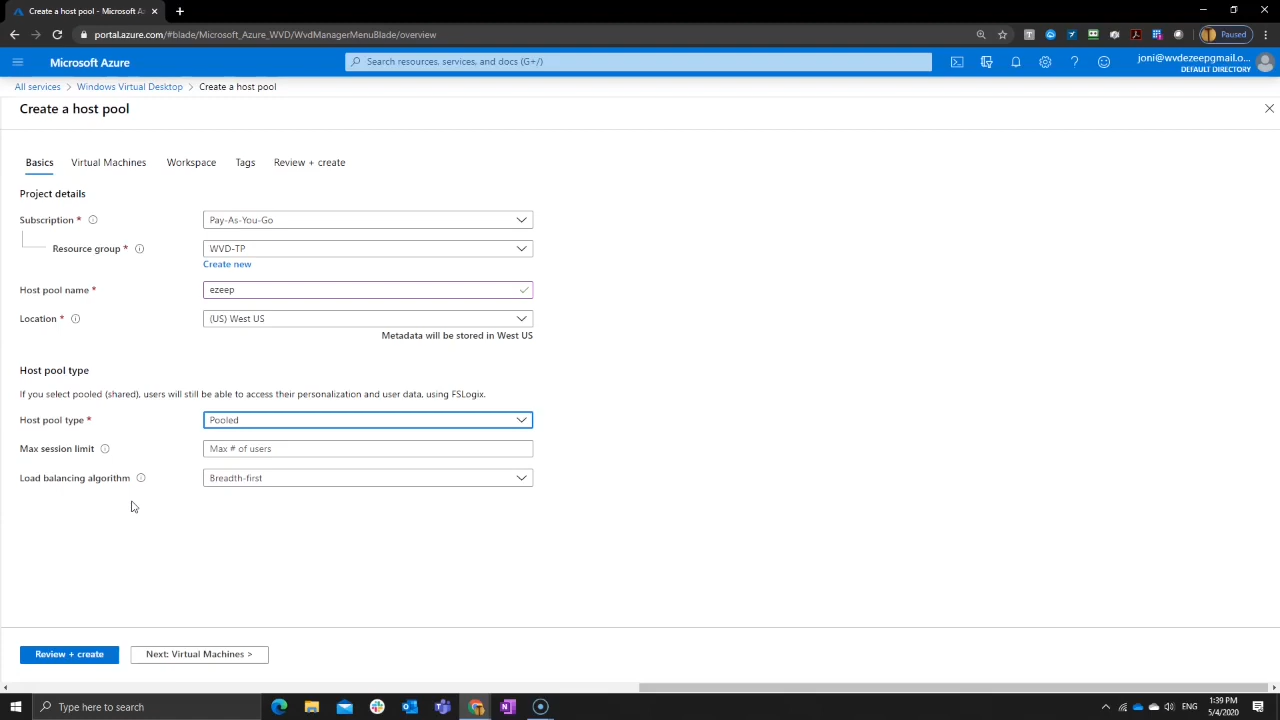 Create a host pool - Microsoft Az
portal.azure.com/#blade/Microsoft_Azure_WVD/WvdManagerMenuBlade/overview
Paused
Microsoft Azure
Search resources, services, and docs (G+/)
joni@wvdezeepgmail.o...
DEFAULT DIRECTORY
All services > Windows Virtual Desktop > Create a host pool
Create a host pool
Basics Virtual Machines Workspace Tags Review + create
Project details
Subscription * Pay-As-You-Go
Resource group * WVD-TP
Create new
Host pool name * ezeep
Location * (US) West US
Metadata will be stored in West US
Host pool type
If you select pooled (shared), users will still be able to access their personalization and user data, using FSLogix.
Host pool type * Pooled
Max session limit Max # of users
Load balancing algorithm Breadth-first
Review + create Next: Virtual Machines >
Type here to search
ENG
1:39 PM
5/4/2020